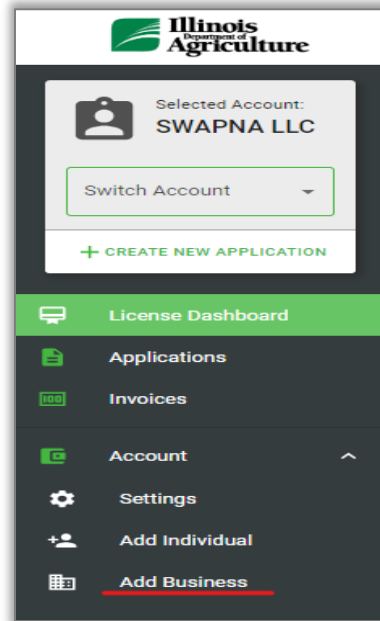 Illinois
Department of
Agriculture
Selected Account:
SWAPNA LLC
Switch Account
+ CREATE NEW APPLICATION
License Dashboard
Applications
100
Invoices
Account
Settings
Add Individual
Add Business